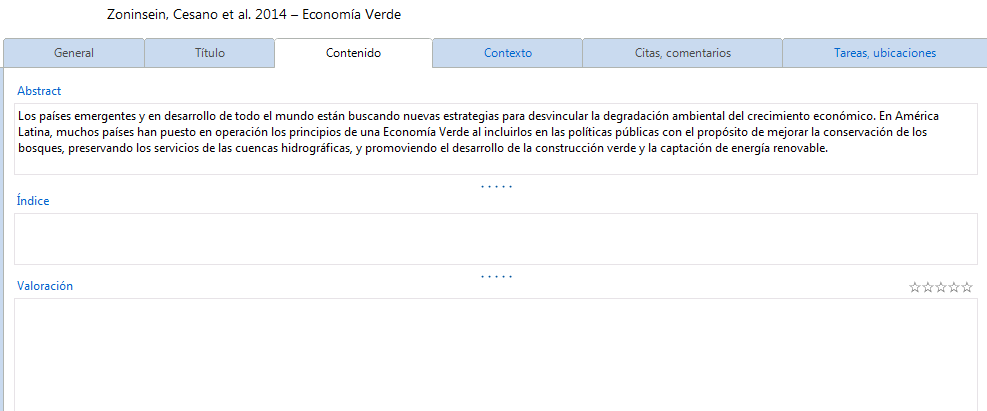 Zoninsein, Cesano et al. 2014 – Economía Verde
General Título Contenido Contexto Citas, comentarios Tareas, ubicaciones
Abstract
Los países emergentes y en desarrollo de todo el mundo están buscando nuevas estrategias para desvincular la degradación ambiental del crecimiento económico. En América
Latina, muchos países han puesto en operación los principios de una Economía Verde al incluirlos en las políticas públicas con el propósito de mejorar la conservación de los
bosques, preservando los servicios de las cuencas hidrográficas, y promoviendo el desarrollo de la construcción verde y la captación de energía renovable.
Índice
Valoración